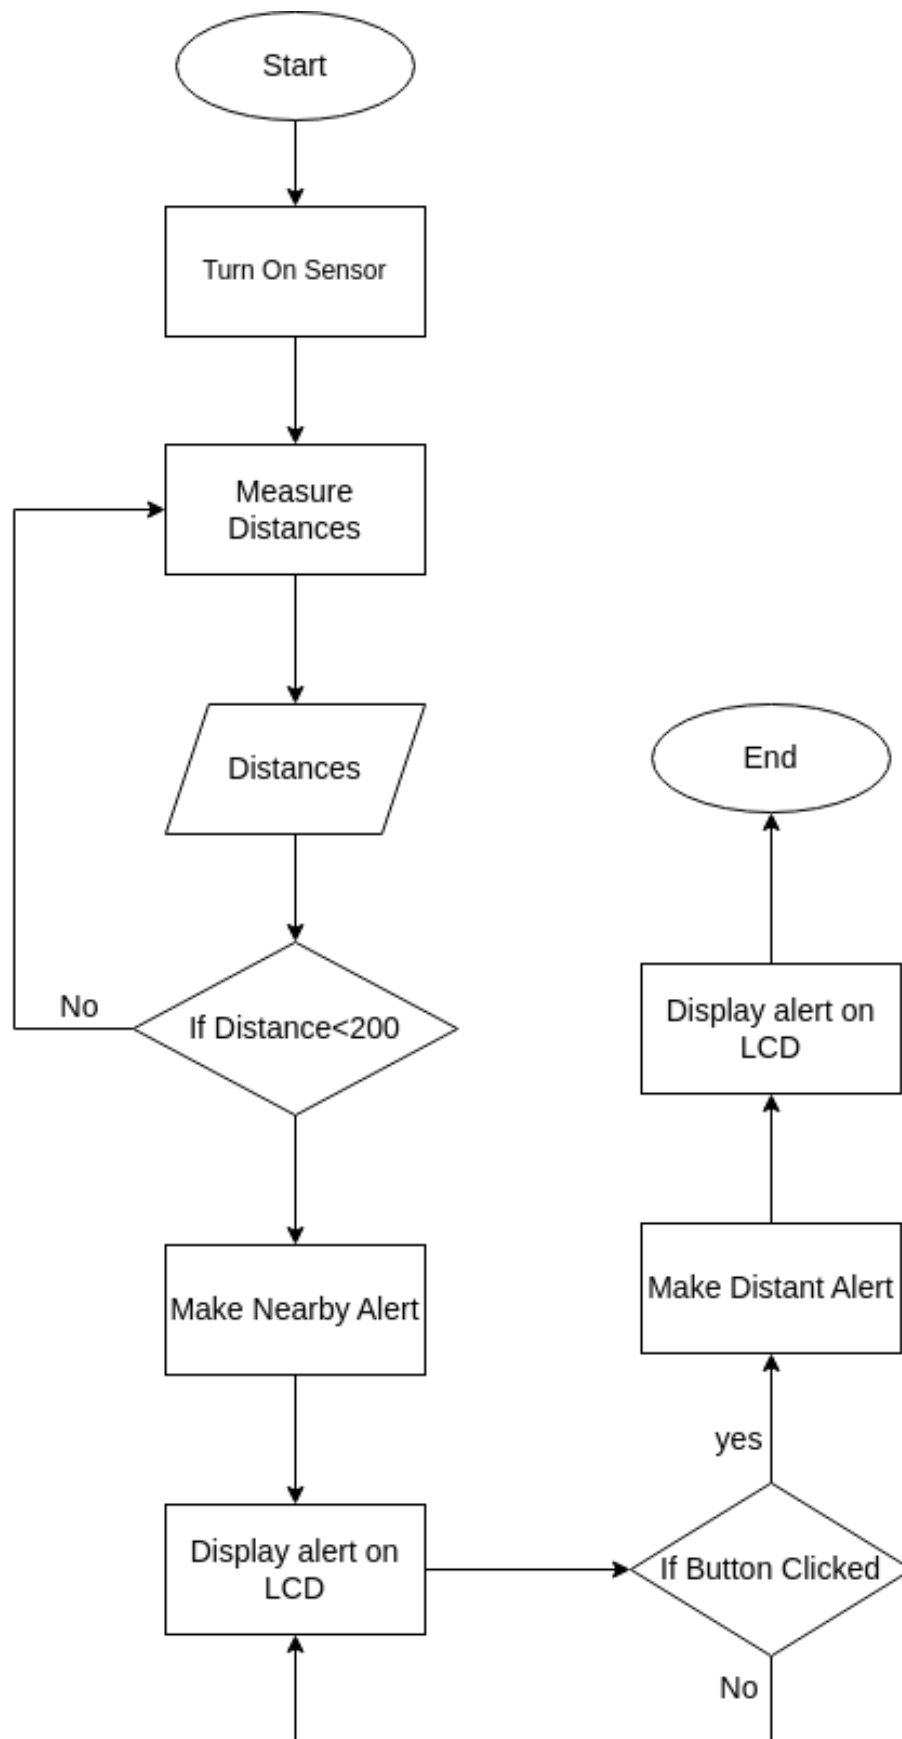 Start
Turn On Sensor
Measure
Distances
Distances
No
If Distance<200
Make Nearby Alert
Display alert on
LCD
If Button Clicked
yes
No
Make Distant Alert
Display alert on
LCD
End